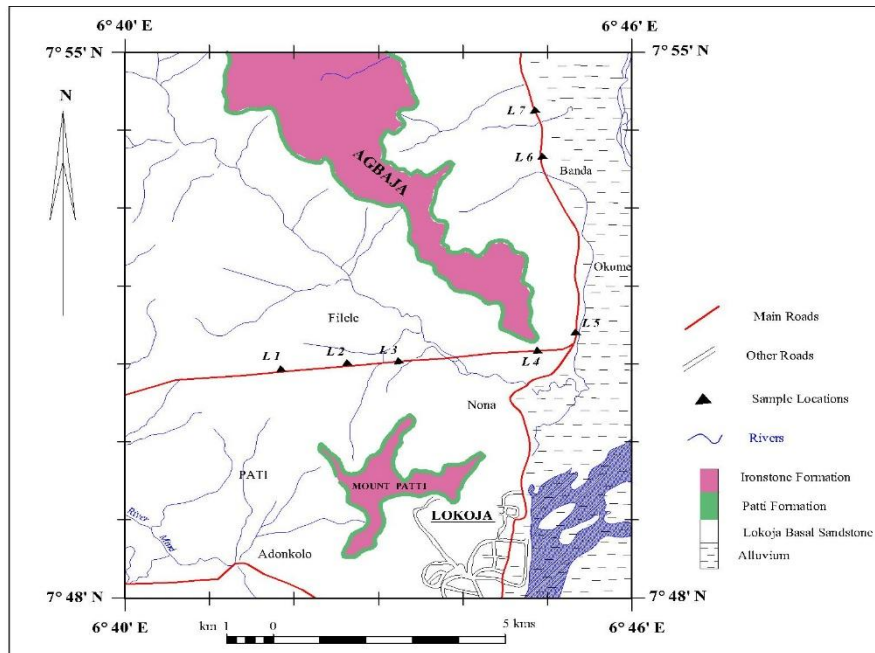 6° 40' E
6° 46' E
7° 55' N
7° 55' N
N
L 7
AGBAJA
L 6
Banda
Okume
Filele
L 5
L 1
L 2
L 3
L 4
Nona
PATI
MOUNT PATTI
LOKOJA
River
Adonkolo
7° 48' N
7° 48' N
6° 40' E
6° 46' E
km 1 0 5 kms
Main Roads
Other Roads
Sample Locations
Rivers
Ironstone Formation
Patti Formation
Lokoja Basal Sandstone
Alluvium